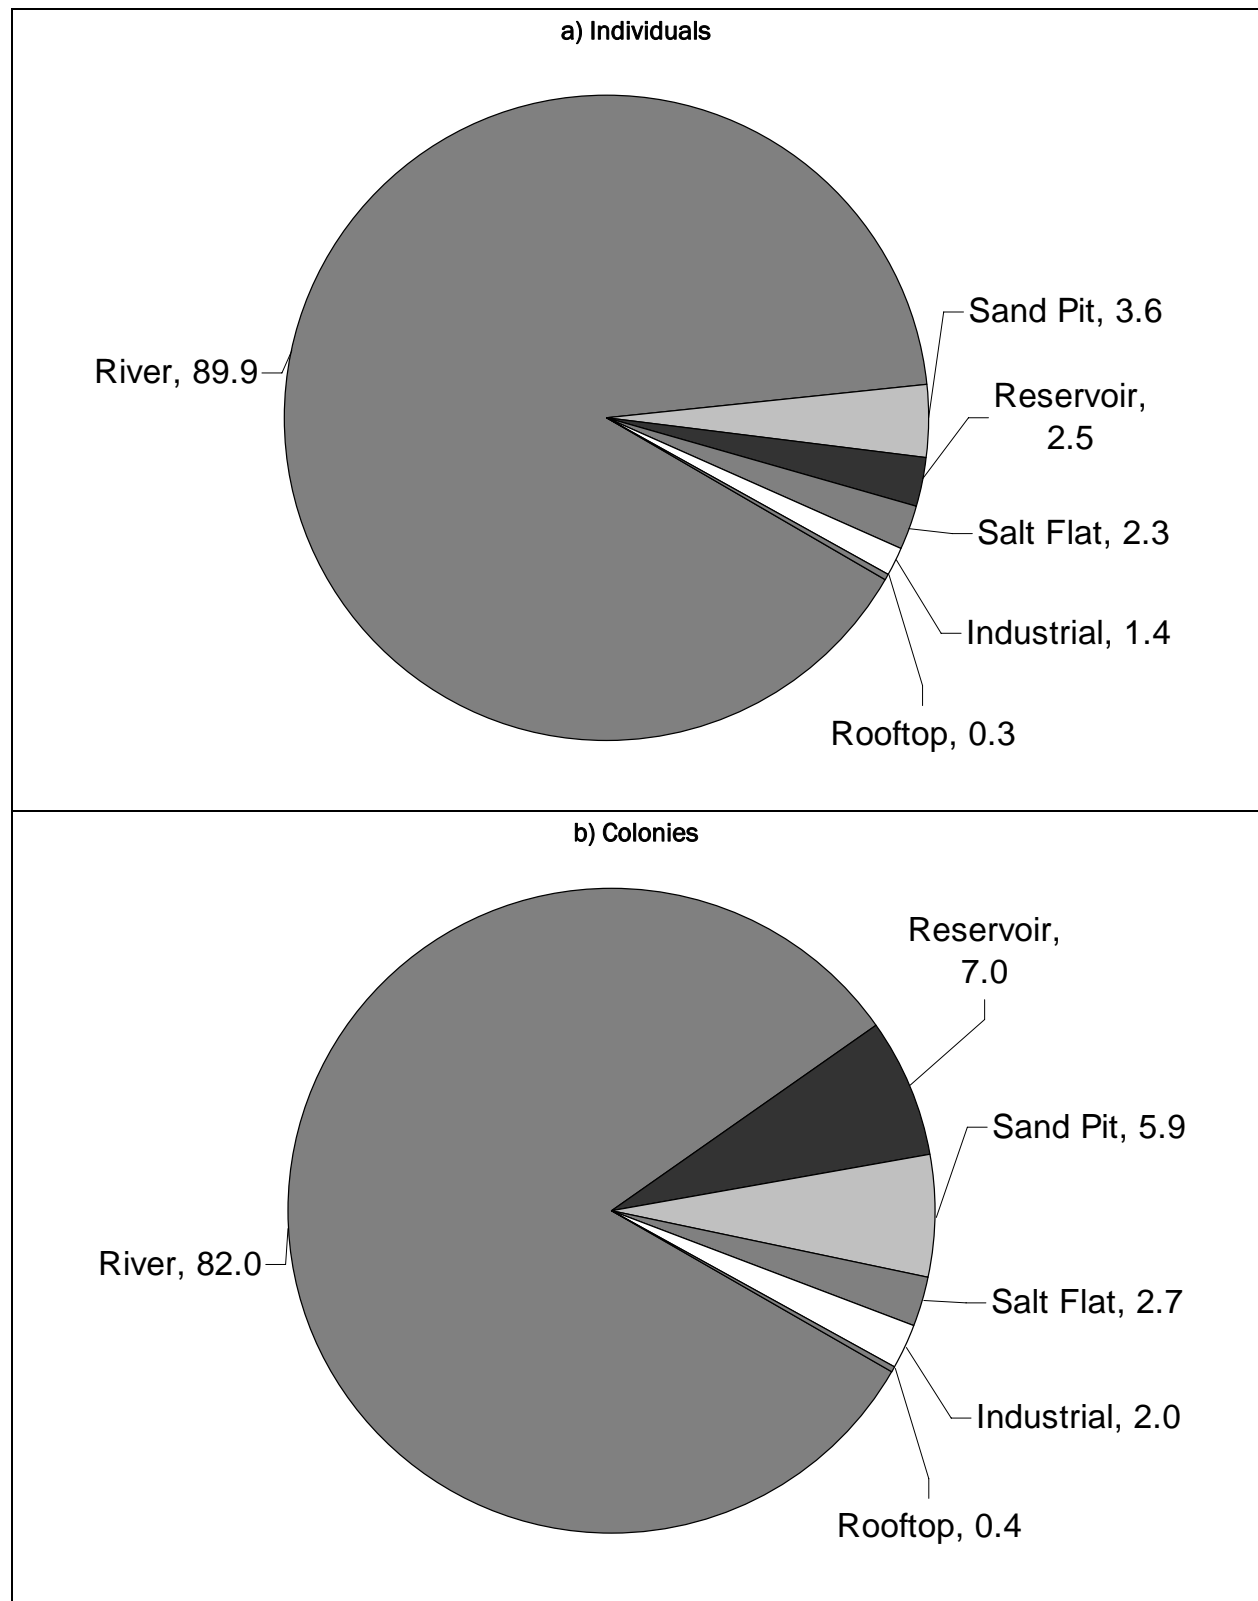 a) Individuals
Sand Pit, 3.6
River, 89.9
Reservoir,
2.5
Salt Flat, 2.3
Industrial, 1.4
Rooftop, 0.3
b) Colonies
Reservoir,
7.0
Sand Pit, 5.9
River, 82.0
Salt Flat, 2.7
Industrial, 2.0
Rooftop, 0.4